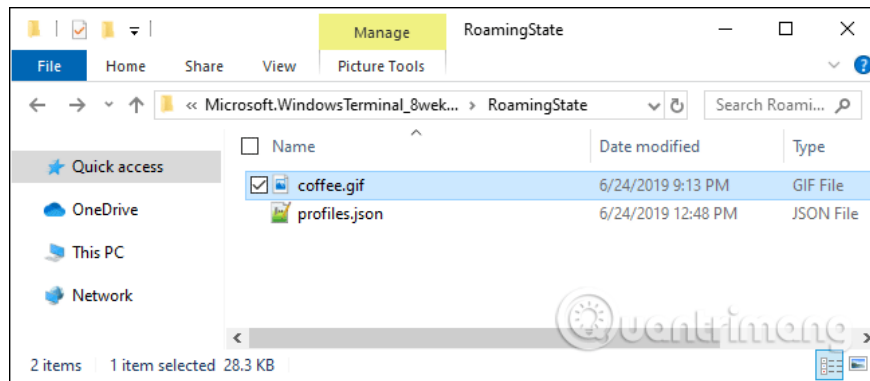 Manage RoamingState
File Home Share View Picture Tools
« Microsoft.WindowsTerminal_8wek... > RoamingState Search Roami...
Name Date modified Type
Quick access
coffee.gif 6/24/2019 9:13 PM GIF File
OneDrive
profiles.json 6/24/2019 12:48 PM JSON File
This PC
Network
Quantrimang
2 items 1 item selected 28.3 KB